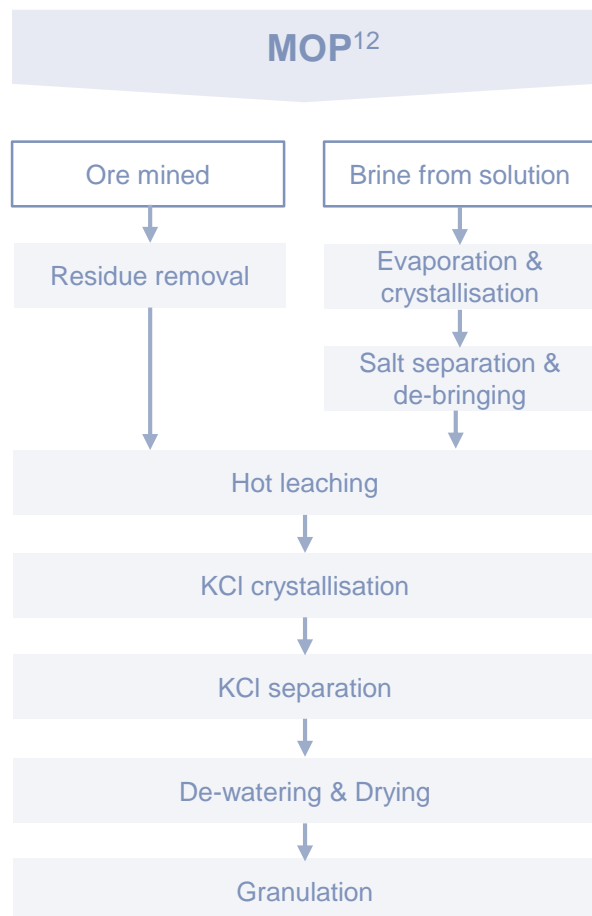 MOP12
Ore mined
Brine from solution
Residue removal
Evaporation &
crystallisation
Salt separation &
de-bringing
Hot leaching
KCl crystallisation
KCl separation
De-watering & Drying
Granulation